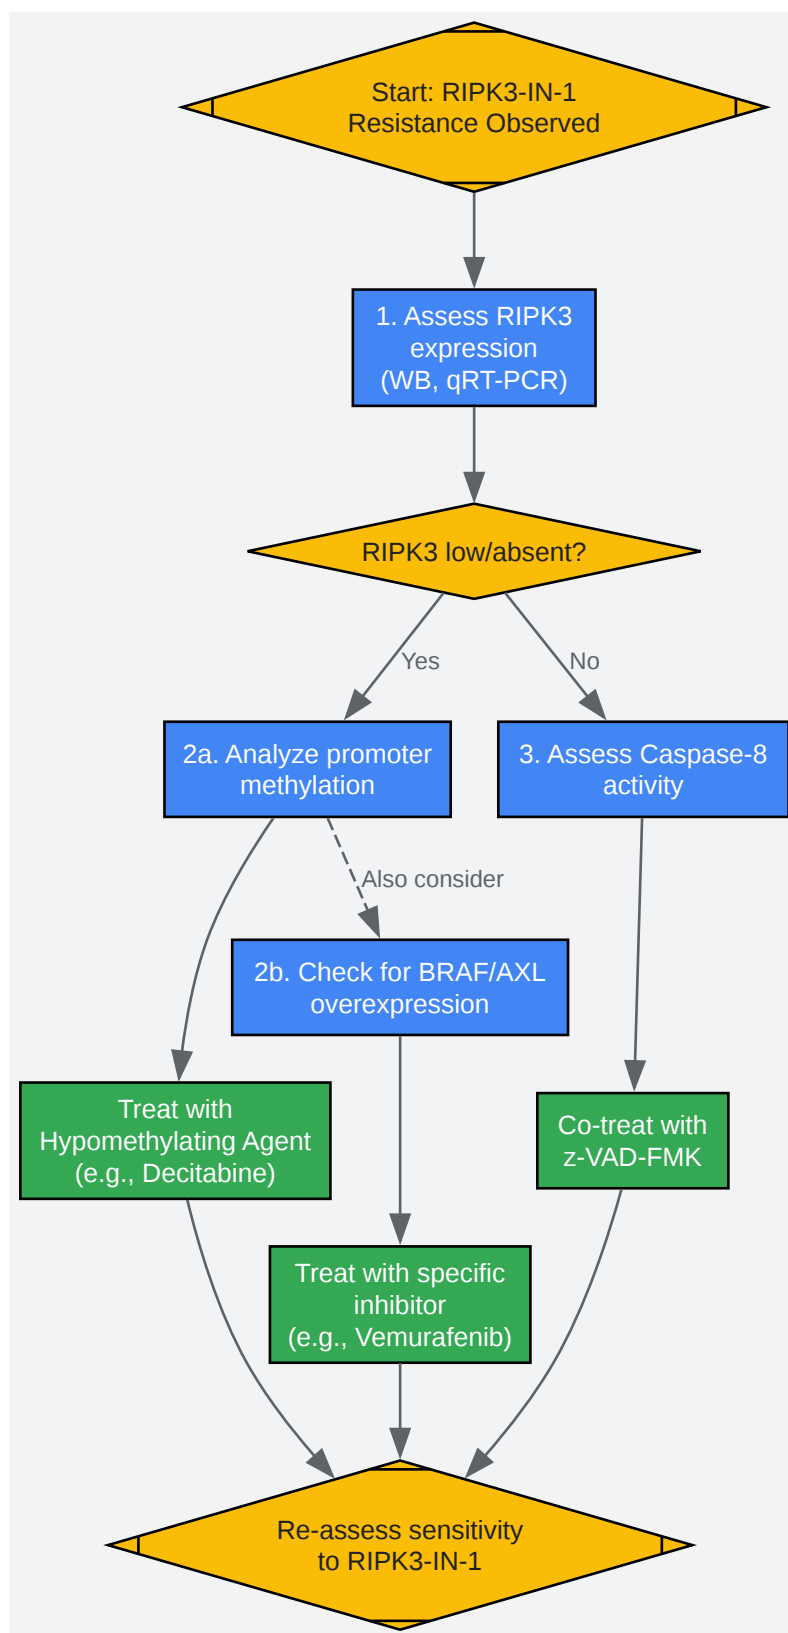 Start: RIPK3-IN-1
Resistance Observed
1. Assess RIPK3
expression
(WB, qRT-PCR)
RIPK3 low/absent?
Yes
No
2a. Analyze promoter
methylation
3. Assess Caspase-8
activity
Also consider
2b. Check for BRAF/AXL
overexpression
Treat with
Hypomethylating Agent
(e.g., Decitabine)
Co-treat with
z-VAD-FMK
Treat with specific
inhibitor
(e.g., Vemurafenib)
Re-assess sensitivity
to RIPK3-IN-1